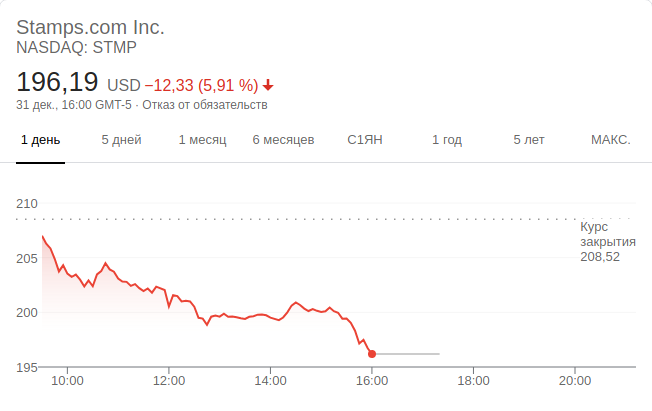 Stamps.com Inc.
NASDAQ: STMP
196,19 USD −12,33 (5,91 %)
31 дек., 16:00 GMT-5 · Отказ от обязательств
1 день 5 дней 1 месяц 6 месяцев С1ЯН 1 год 5 лет МАКС.
210
Курс
закрытия
208,52
205
200
195
10:00 12:00 14:00 16:00 18:00 20:00